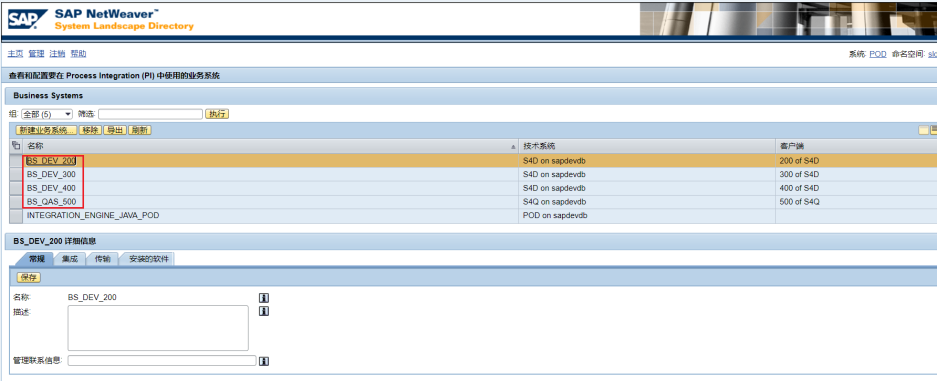 SAP SAP NetWeaver™
System Landscape Directory
主页 管理 注销 帮助 系统: POD 命名空间:
查看和配置要在 Process Integration (PI) 中使用的业务系统
Business Systems
组: 全部 (5) 筛选: 执行
新建业务系统... 移除 导出 刷新
名称 技术系统 客户端
BS_DEV_200 S4D on sapdevdb 200 of S4D
BS_DEV_300 S4D on sapdevdb 300 of S4D
BS_DEV_400 S4D on sapdevdb 400 of S4D
BS_QAS_500 S4Q on sapdevdb 500 of S4Q
INTEGRATION_ENGINE_JAVA_POD POD on sapdevdb
BS_DEV_200 详细信息
常规 集成 传输 安装的软件
保存
名称: BS_DEV_200
描述:
管理联系信息: